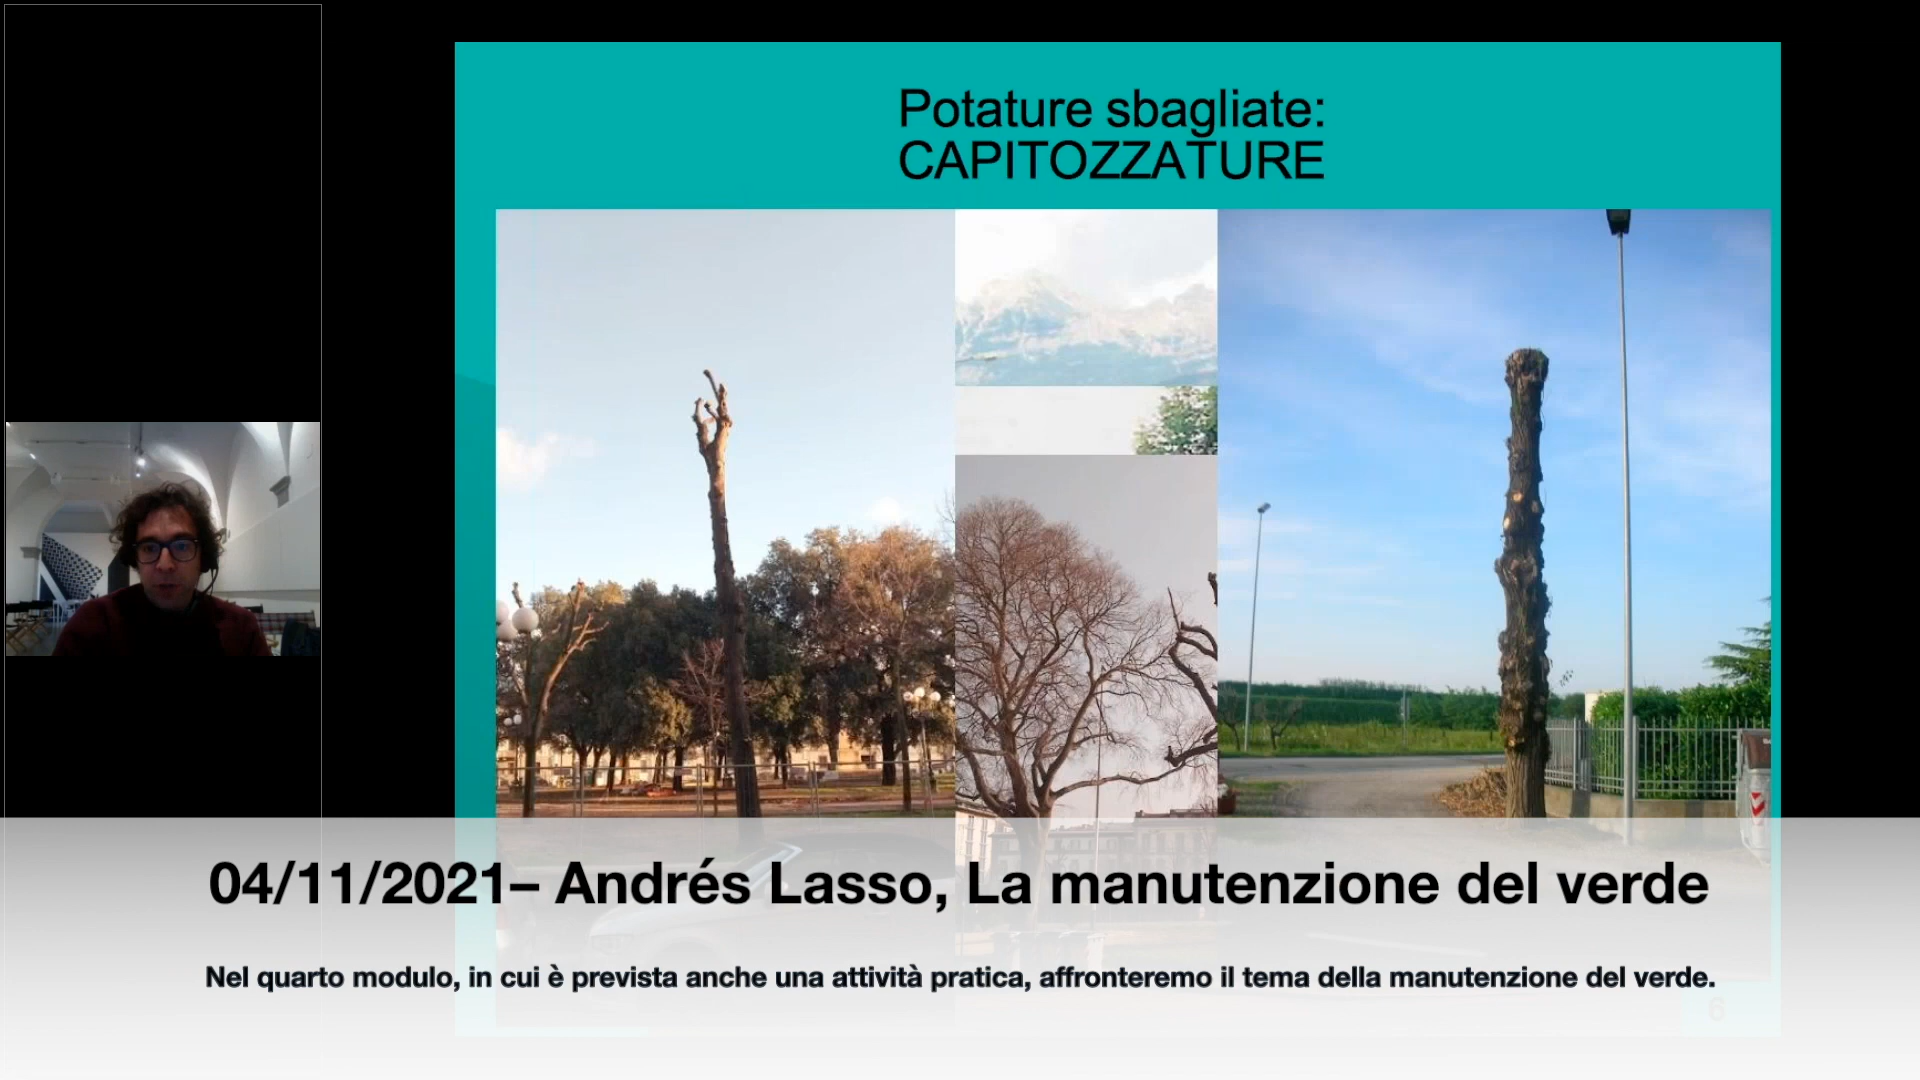 Potature sbagliate:
CAPITOZZATURE
04/11/2021– Andrés Lasso, La manutenzione del verde
Nel quarto modulo, in cui è prevista anche una attività pratica, affronteremo il tema della manutenzione del verde.
6